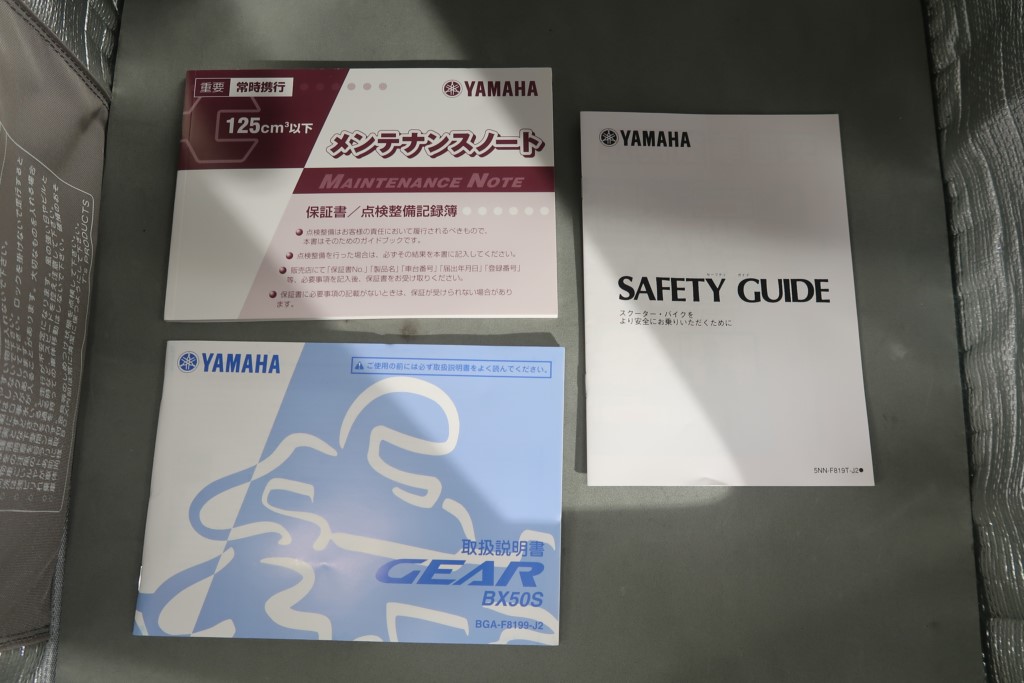 重要 常時携行
YAMAHA
125cm³以下
メンテナンスノート
MAINTENANCE NOTE
保証書／点検整備記録簿
●点検整備はお客様の責任において履行されるべきもので、
本書はそのためのガイドブックです。
●点検整備を行った場合は、必ずその結果を本書に記入してください。
●販売店にて「保証書No.」「製品名」「車台番号」「届出年月日」「登録番号」
等、必要事項を記入後、保証書をお受け取りください。
●保証書に必要事項の記載がないときは、保証が受けられない場合があり
ます。
YAMAHA
セーフティ ガイド
SAFETY GUIDE
スクーター・バイクを
より安全にお乗りいただくために
5NN-F819T-J2●
YAMAHA
ご使用の前には必ず取扱説明書をよく読んでください。
取扱説明書
GEAR
BX50S
BGA-F8199-J2